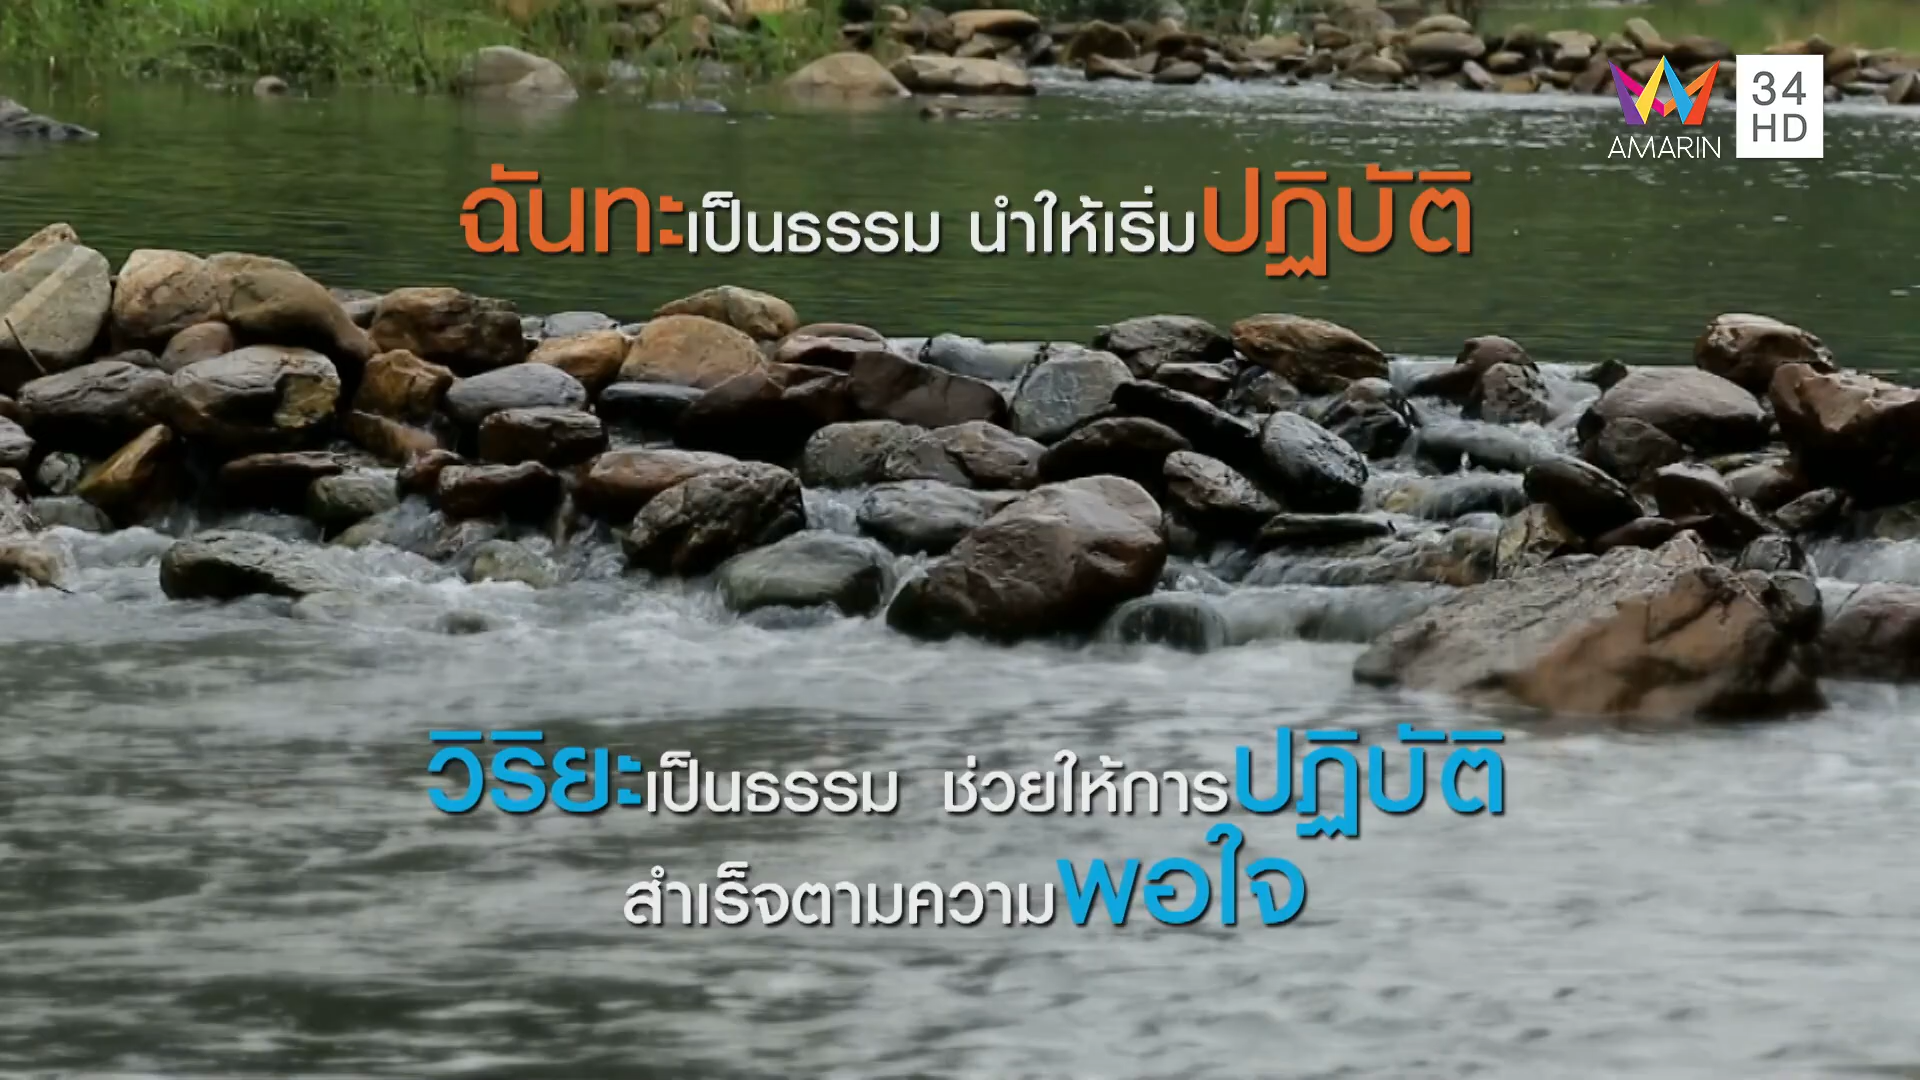 AMARIN
34
HD
ฉันทะเป็นธรรม นำให้เริ่มปฏิบัติ
วิริยะเป็นธรรม ช่วยให้การปฏิบัติ
สำเร็จตามความพอใจ